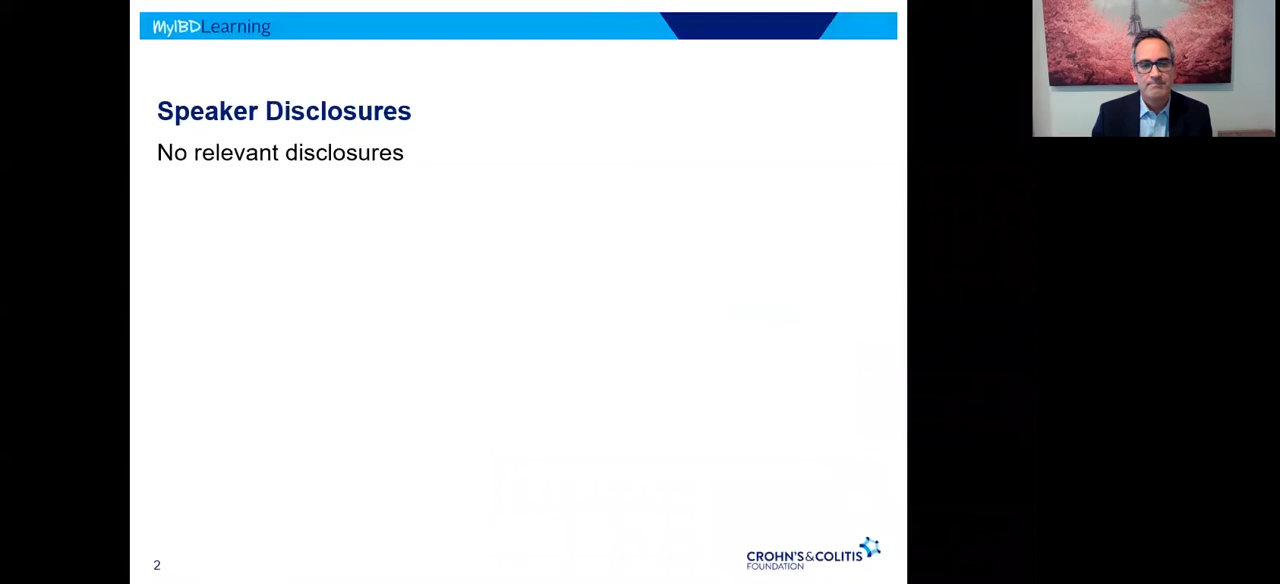 MyIBDLearning
Speaker Disclosures
No relevant disclosures
2
CROHN'S&COLITIS
FOUNDATION